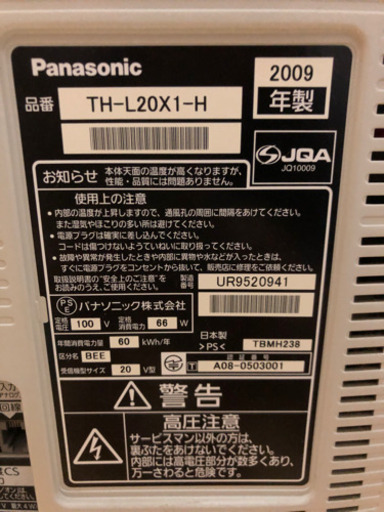 Panasonic
2009
年製
品番
TH-L20X1-H
JQA
JQ10009
お知らせ
本体天面の温度が高くなりますが、
性能・品質には問題ありません。
使用上の注意
・内部の温度が上昇しますので、通風孔の周囲に間隔をあけてください。
また湿気やほこりの多い所に置かないでください。
・電源プラグは確実に差し込んでください。
コードは傷つけないようていねいに取り扱ってください。
・故障や異常が発生したときや内部に異物や水などが入ったときは
すぐに電源プラグをコンセントから抜いて、販売店に修理をご依頼ください。
取扱説明書の“安全上のご注意”を
お読みのうえ、ご使用ください。
製造番号
UR9520941
PSE
パナソニック株式会社
定格電圧 100 V 定格消費電力 66 W
日本製
>PS<
TBMH238
年間消費電力量 60 kWh/年
区分名 BEE
受信機型サイズ 20 V型
認証番号
A08-0503001
警告
高圧注意
サービスマン以外の方は、
裏ぶたをあけないでください。
内部には高電圧部分が数多くあり、
万一さわると危険です。
入力
回線
CS